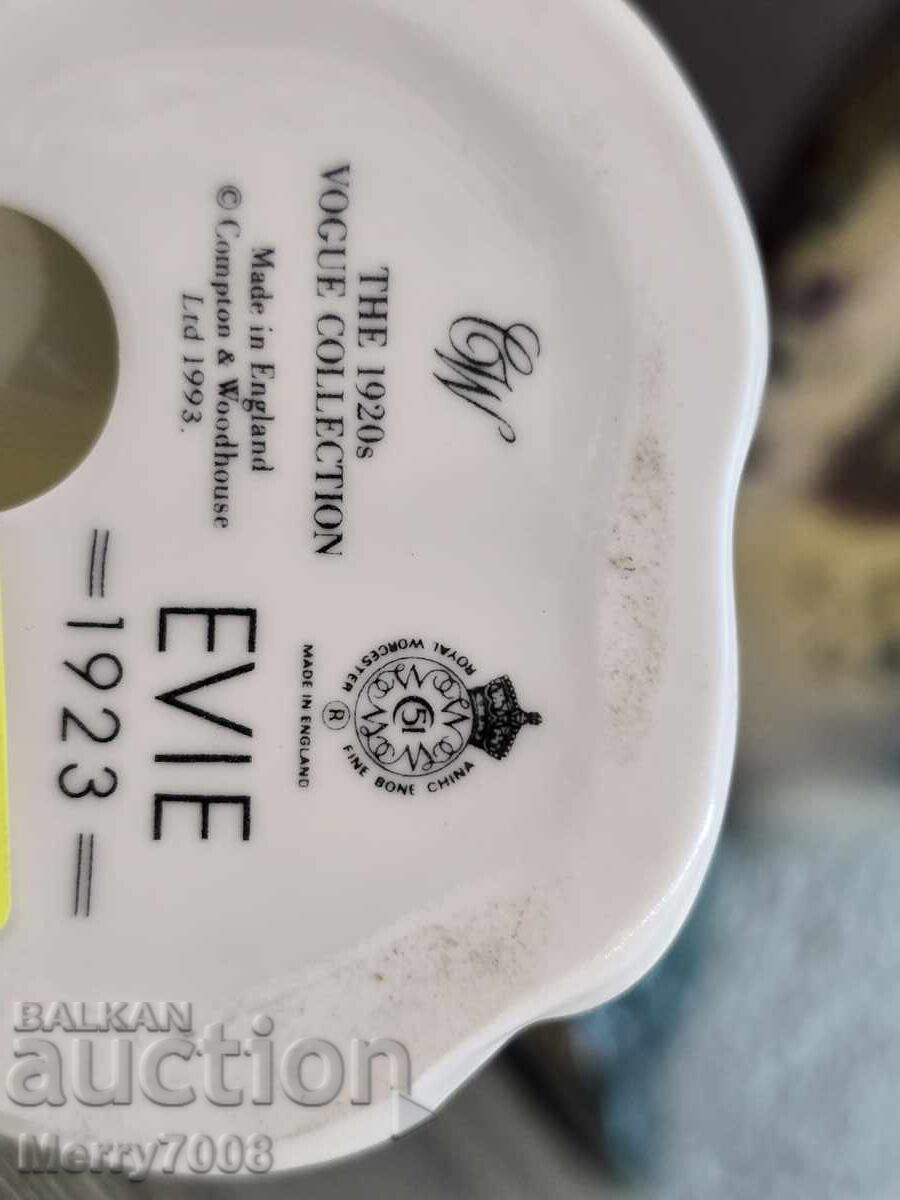 CW
THE 1920s
VOGUE COLLECTION
Made in England
© Compton & Woodhouse
Ltd 1993.
ROYAL WORCESTER
FINE BONE CHINA
51
®
MADE IN ENGLAND
EVIE
=1923=
BALKAN
auction
Merry7008